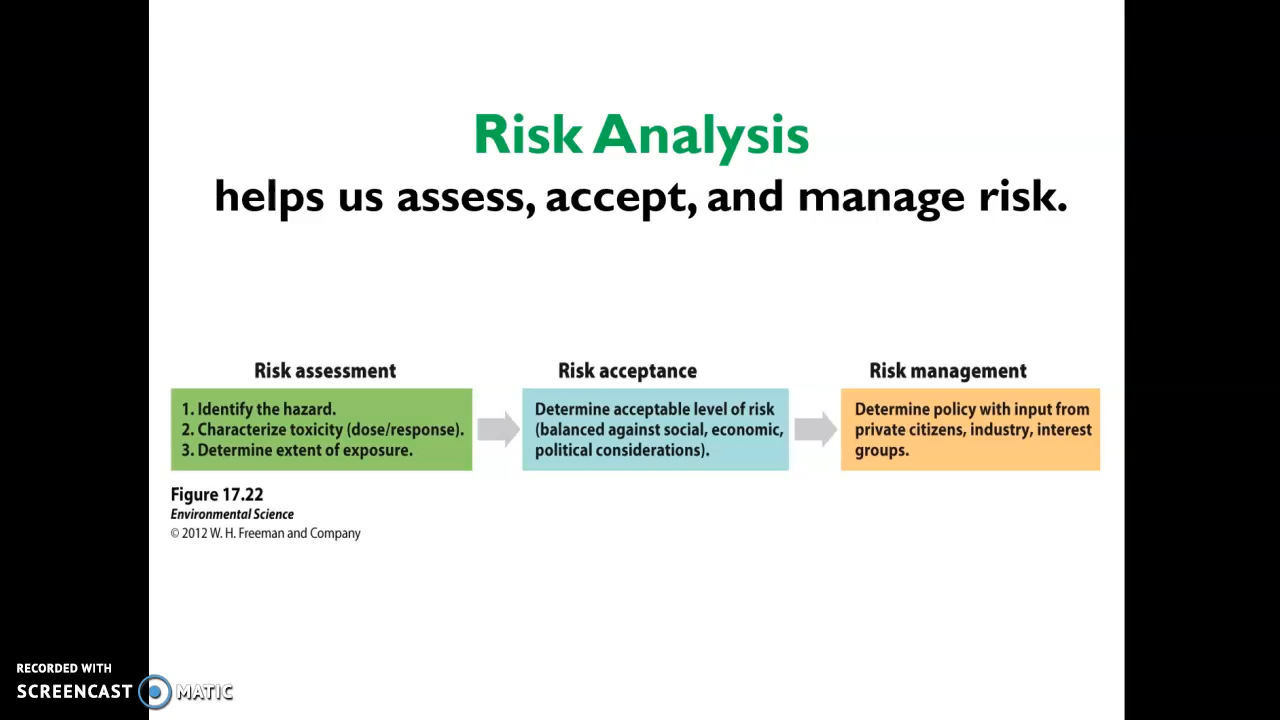 Risk Analysis
helps us assess, accept, and manage risk.
Risk assessment
1. Identify the hazard.
2. Characterize toxicity (dose/response).
3. Determine extent of exposure.
Risk acceptance
Determine acceptable level of risk
(balanced against social, economic,
political considerations).
Risk management
Determine policy with input from
private citizens, industry, interest
groups.
Figure 17.22
Environmental Science
© 2012 W. H. Freeman and Company
RECORDED WITH
SCREENCAST MATIC